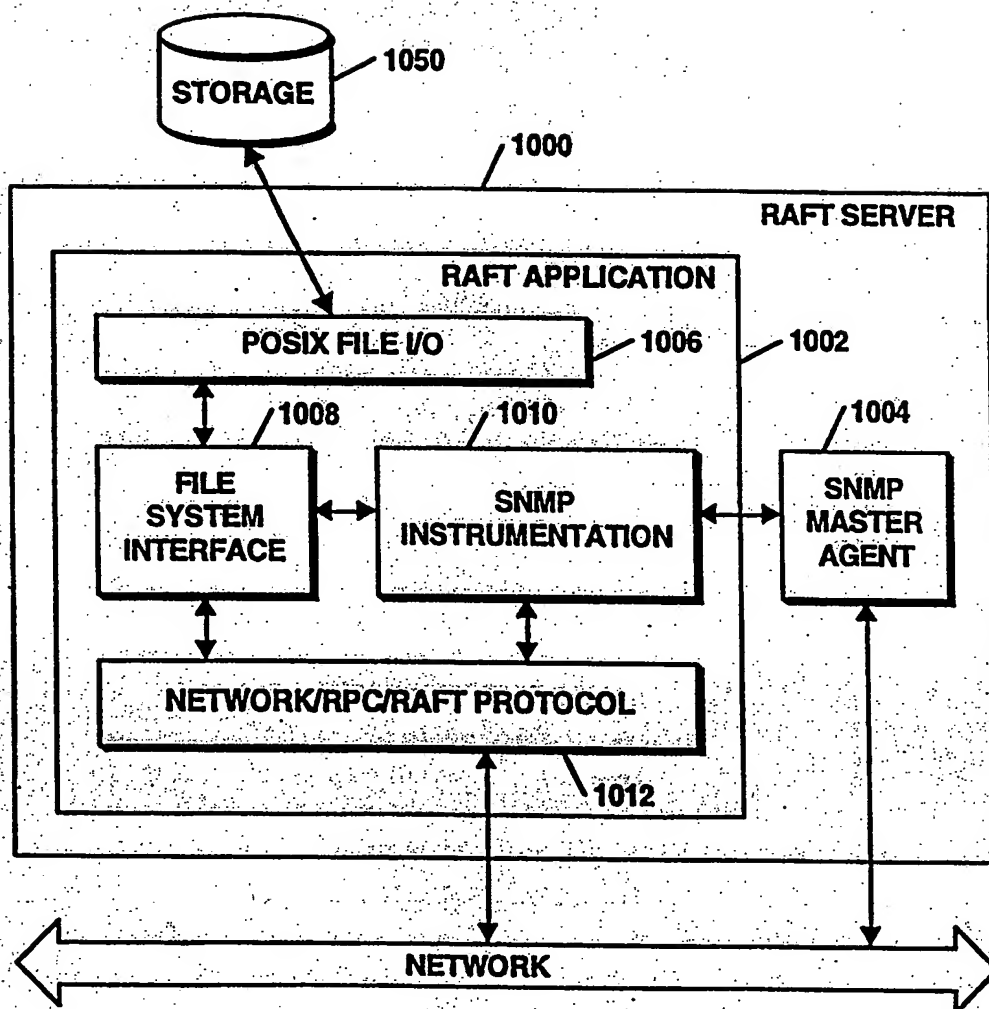 STORAGE
1050
1000
RAFT SERVER
RAFT APPLICATION
POSIX FILE I/O
1006
1002
1008
1010
1004
FILE
SYSTEM
INTERFACE
SNMP
INSTRUMENTATION
SNMP
MASTER
AGENT
NETWORK/RPC/RAFT PROTOCOL
1012
NETWORK